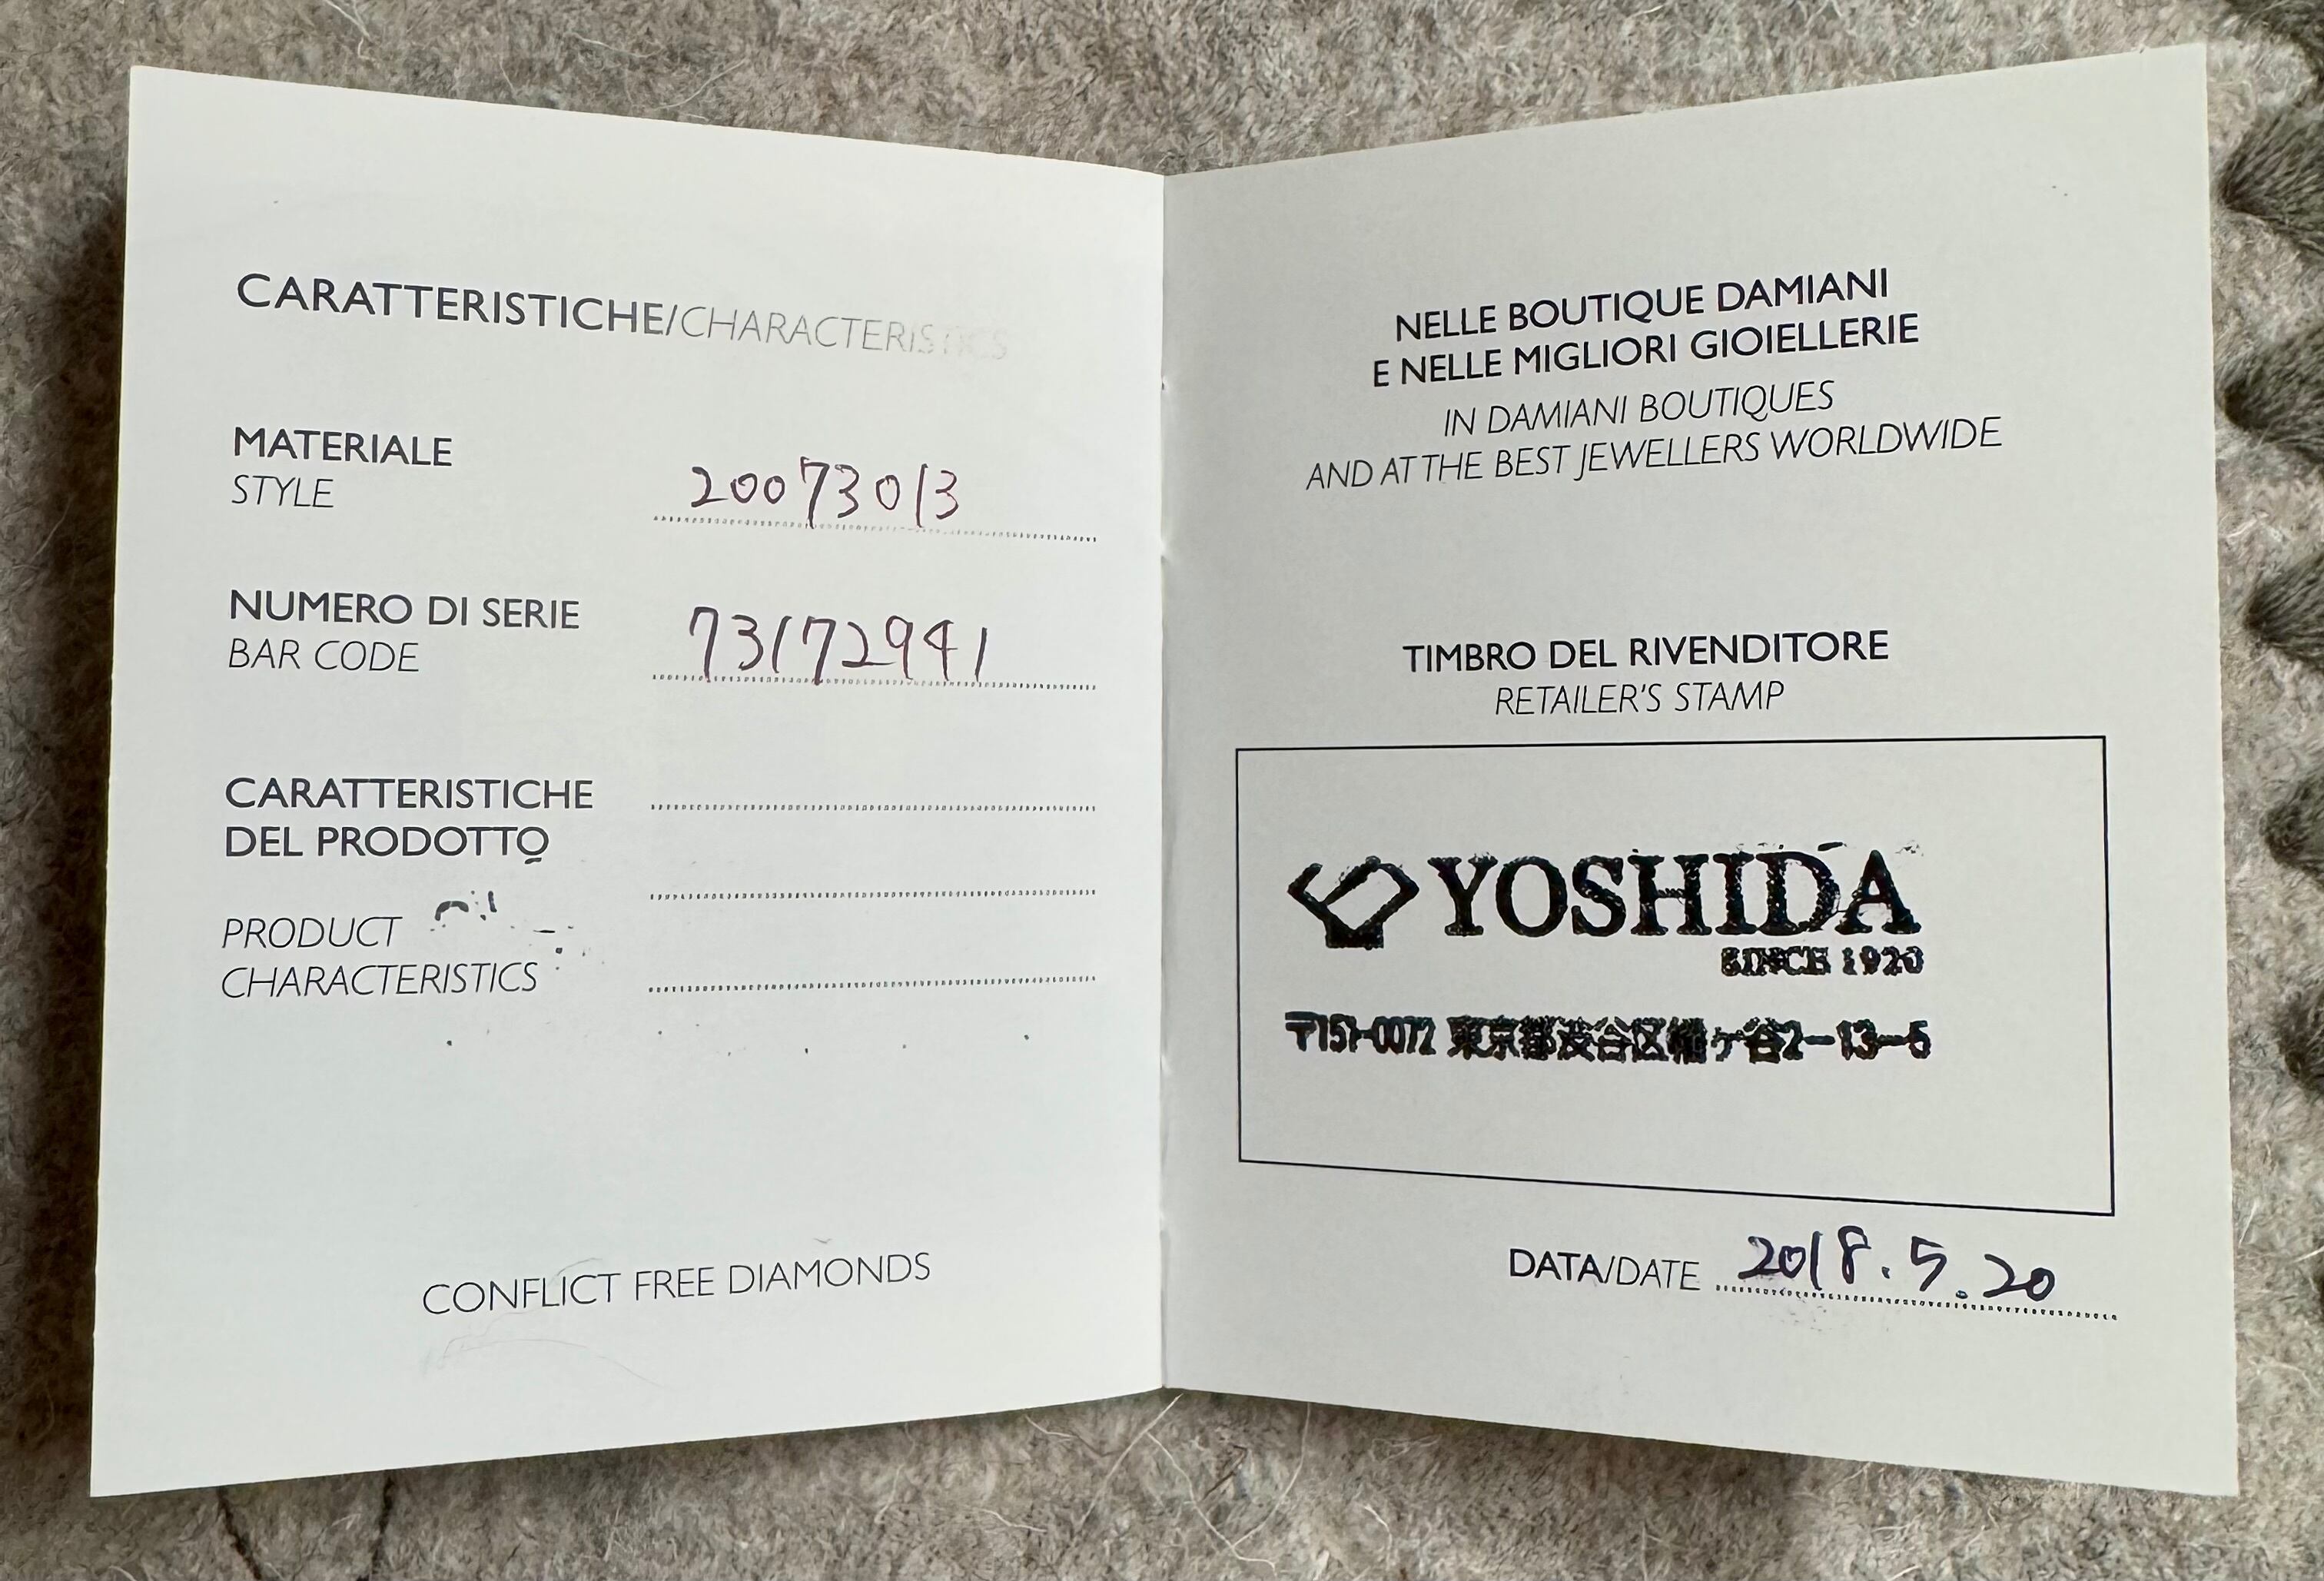 CARATTERISTICHE/CHARACTERISTICS
MATERIALE
STYLE
20073013
NUMERO DI SERIE
BAR CODE
73172941
CARATTERISTICHE
DEL PRODOTTO
PRODUCT
CHARACTERISTICS
CONFLICT FREE DIAMONDS
NELLE BOUTIQUE DAMIANI
E NELLE MIGLIORI GIOIELLERIE
IN DAMIANI BOUTIQUES
AND AT THE BEST JEWELLERS WORLDWIDE
TIMBRO DEL RIVENDITORE
RETAILER'S STAMP
YOSHIDA
SINCE 1920
〒151-0072 東京都渋谷区幡ヶ谷2-13-6
DATA/DATE 2018.5.20